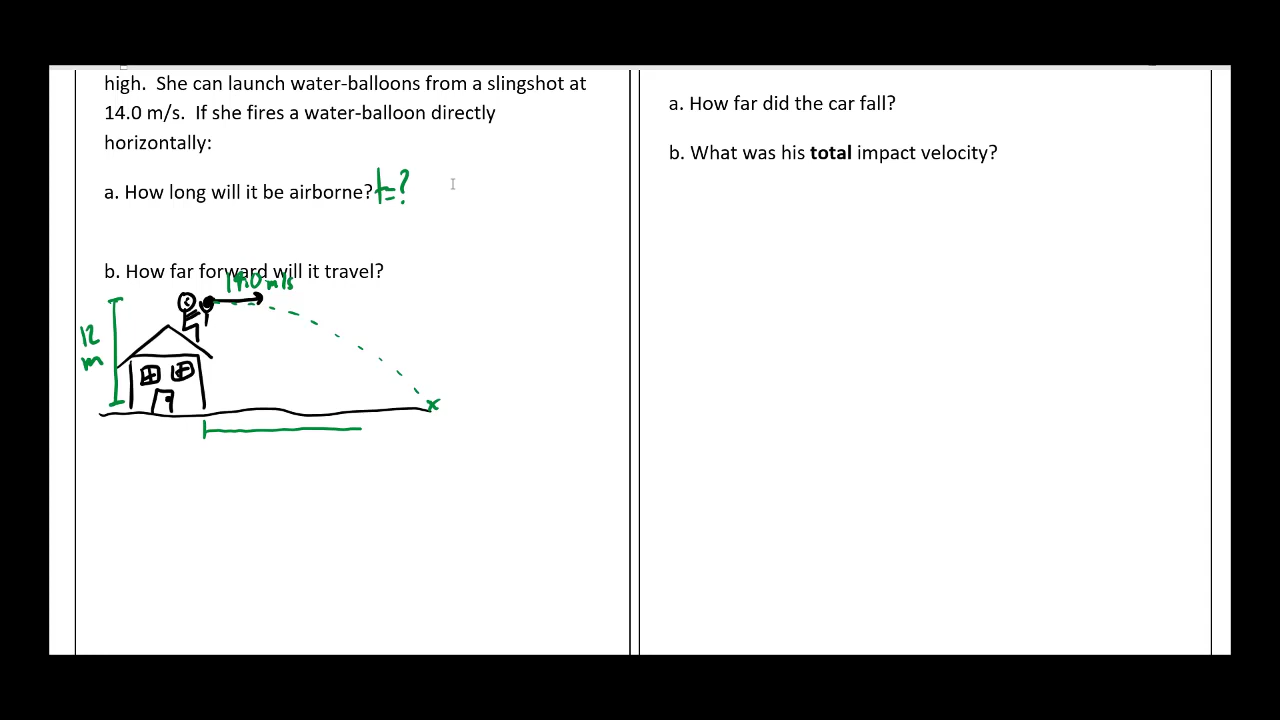 high. She can launch water-balloons from a slingshot at
14.0 m/s. If she fires a water-balloon directly
horizontally:
a. How long will it be airborne? t=?
b. How far forward will it travel?
14.0 m/s
12
m
x
a. How far did the car fall?
b. What was his total impact velocity?